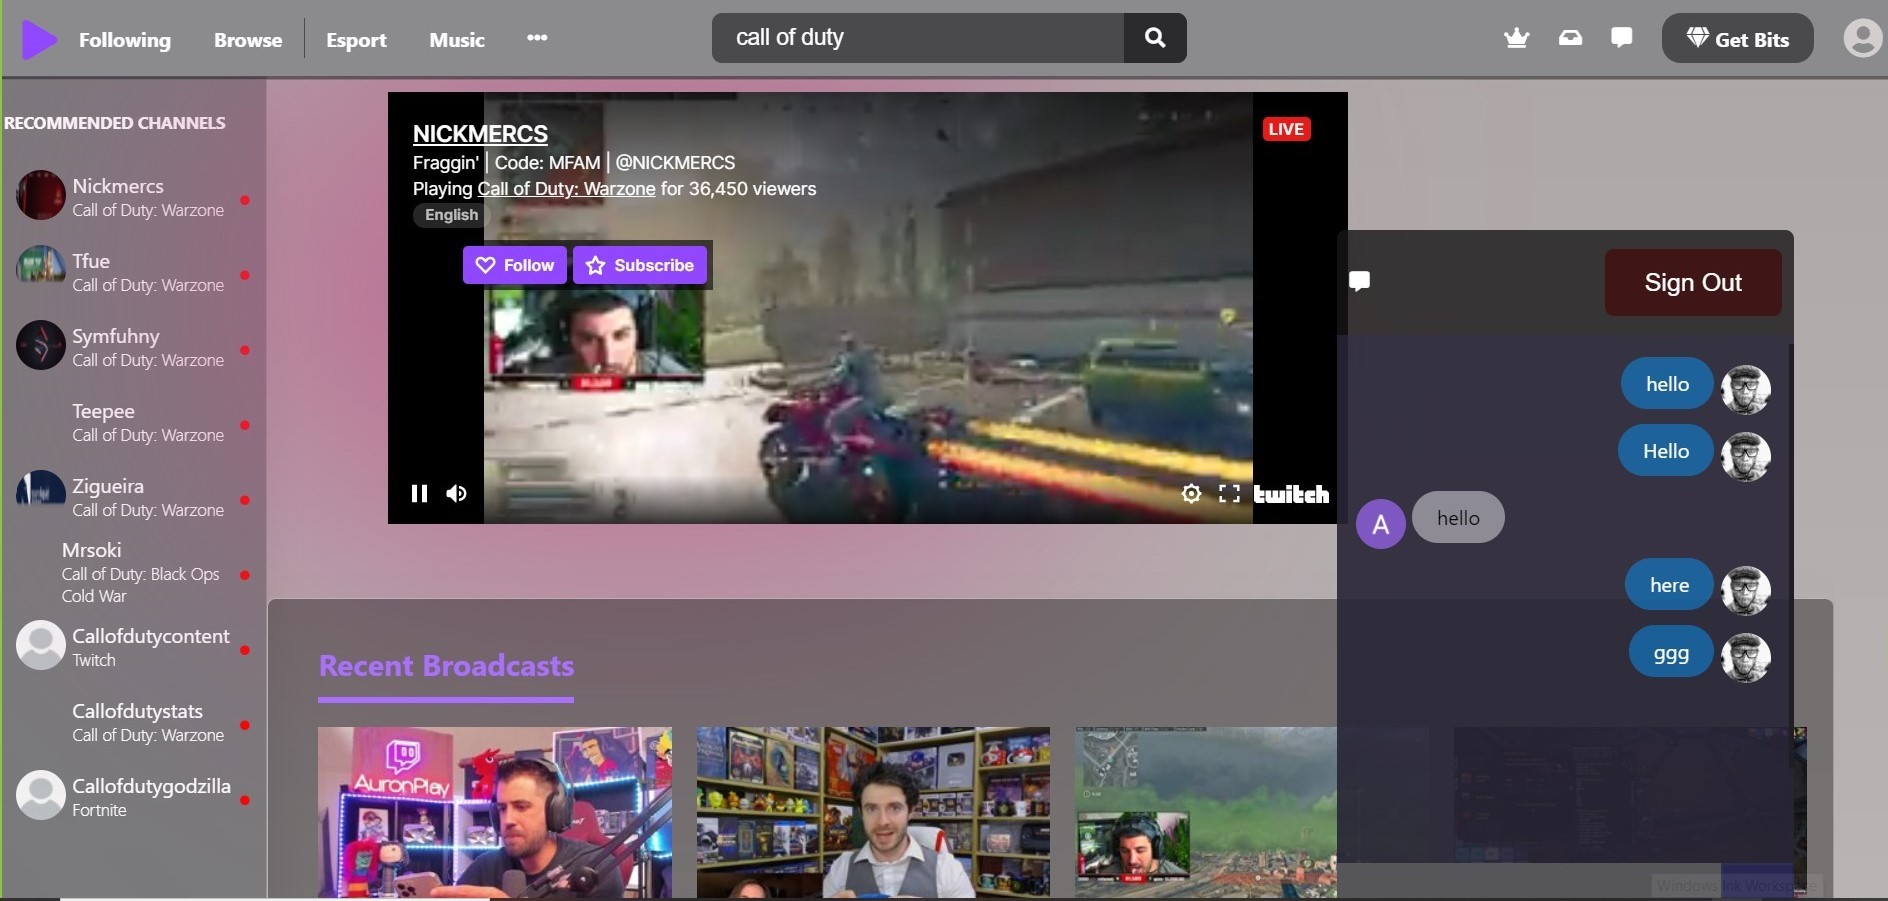 Following
Browse
Esport
Music
call of duty
Get Bits
RECOMMENDED CHANNELS
Nickmercs
Call of Duty: Warzone
Tfue
Call of Duty: Warzone
Symfuhny
Call of Duty: Warzone
Teepee
Call of Duty: Warzone
Zigueira
Call of Duty: Warzone
Mrsoki
Call of Duty: Black Ops
Cold War
Callofdutycontent
Twitch
Callofdutystats
Call of Duty: Warzone
Callofdutygodzilla
Fortnite
NICKMERCS
Fraggin' | Code: MFAM | @NICKMERCS
Playing Call of Duty: Warzone for 36,450 viewers
English
LIVE
Follow
Subscribe
twitch
Sign Out
hello
Hello
A
hello
here
ggg
Recent Broadcasts
AuronPlay
Windows Ink Workspace